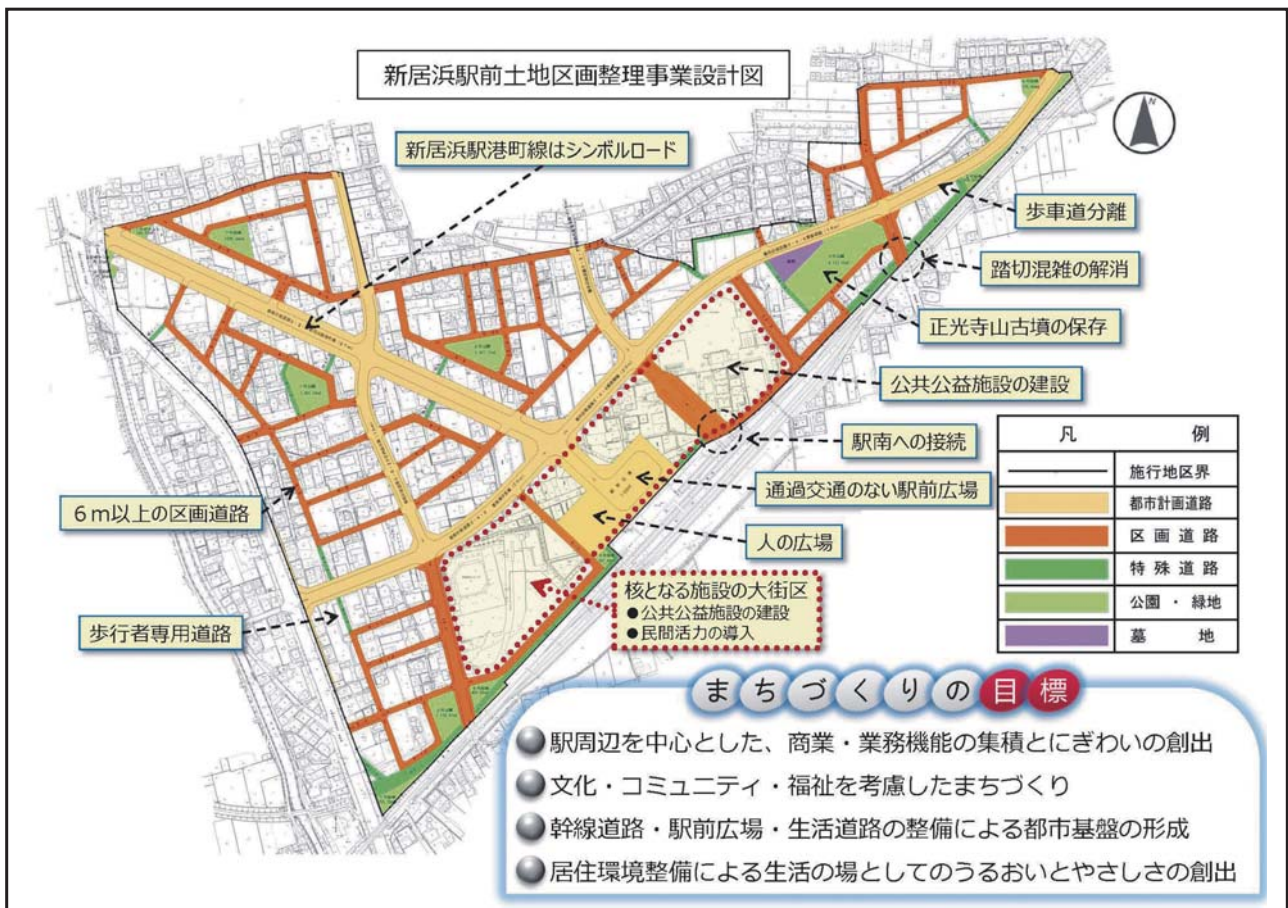 新居浜駅前土地区画整理事業設計図
新居浜駅港町線はシンボルロード
N
歩車道分離
踏切混雑の解消
正光寺山古墳の保存
公共公益施設の建設
駅南への接続
通過交通のない駅前広場
人の広場
6m以上の区画道路
歩行者専用道路
核となる施設の大街区
●公共公益施設の建設
●民間活力の導入
凡 例
施行地区界
都市計画道路
区画道路
特殊道路
公園・緑地
墓 地
まちづくりの目標
駅周辺を中心とした、商業・業務機能の集積とにぎわいの創出
文化・コミュニティ・福祉を考慮したまちづくり
幹線道路・駅前広場・生活道路の整備による都市基盤の形成
居住環境整備による生活の場としてのうるおいとやさしさの創出